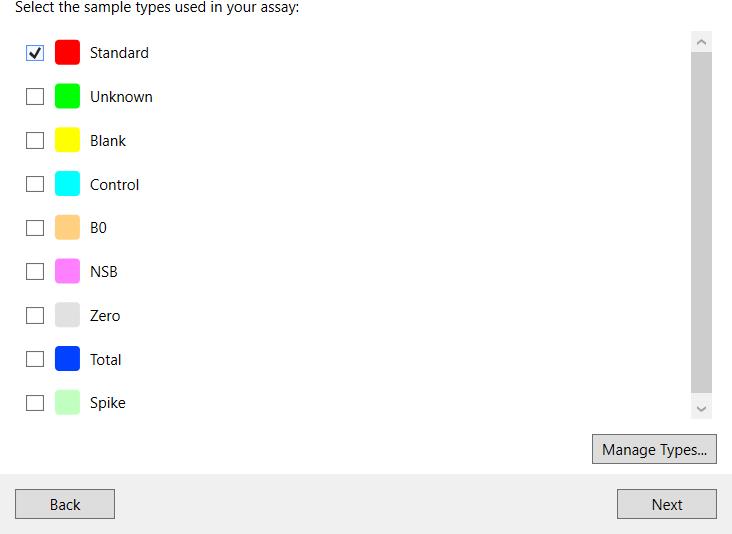 Select the sample types used in your assay:
Standard
Unknown
Blank
Control
B0
NSB
Zero
Total
Spike
Manage Types...
Back
Next